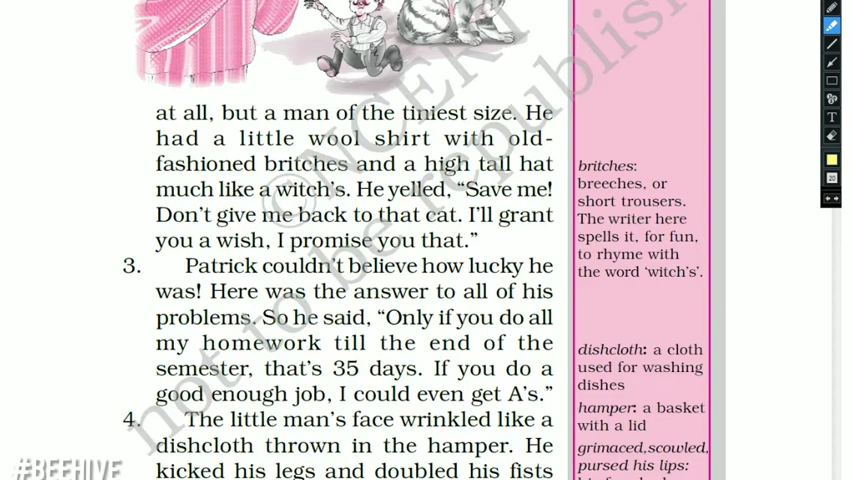 at all, but a man of the tiniest size. He
had a little wool shirt with old-
fashioned britches and a high tall hat
much like a witch's. He yelled, “Save me!
Don't give me back to that cat. I'll grant
you a wish, I promise you that.”
3. Patrick couldn't believe how lucky he
was! Here was the answer to all of his
problems. So he said, “Only if you do all
my homework till the end of the
semester, that's 35 days. If you do a
good enough job, I could even get A's.”
4. The little man's face wrinkled like a
dishcloth thrown in the hamper. He
kicked his legs and doubled his fists
britches:
breeches, or
short trousers.
The writer here
spells it, for fun,
to rhyme with
the word ‘witch's’.
dishcloth: a cloth
used for washing
dishes
hamper: a basket
with a lid
grimaced,scowled,
pursed his lips:
©NCERT
not to be republished
#BEEHIVE
T
20